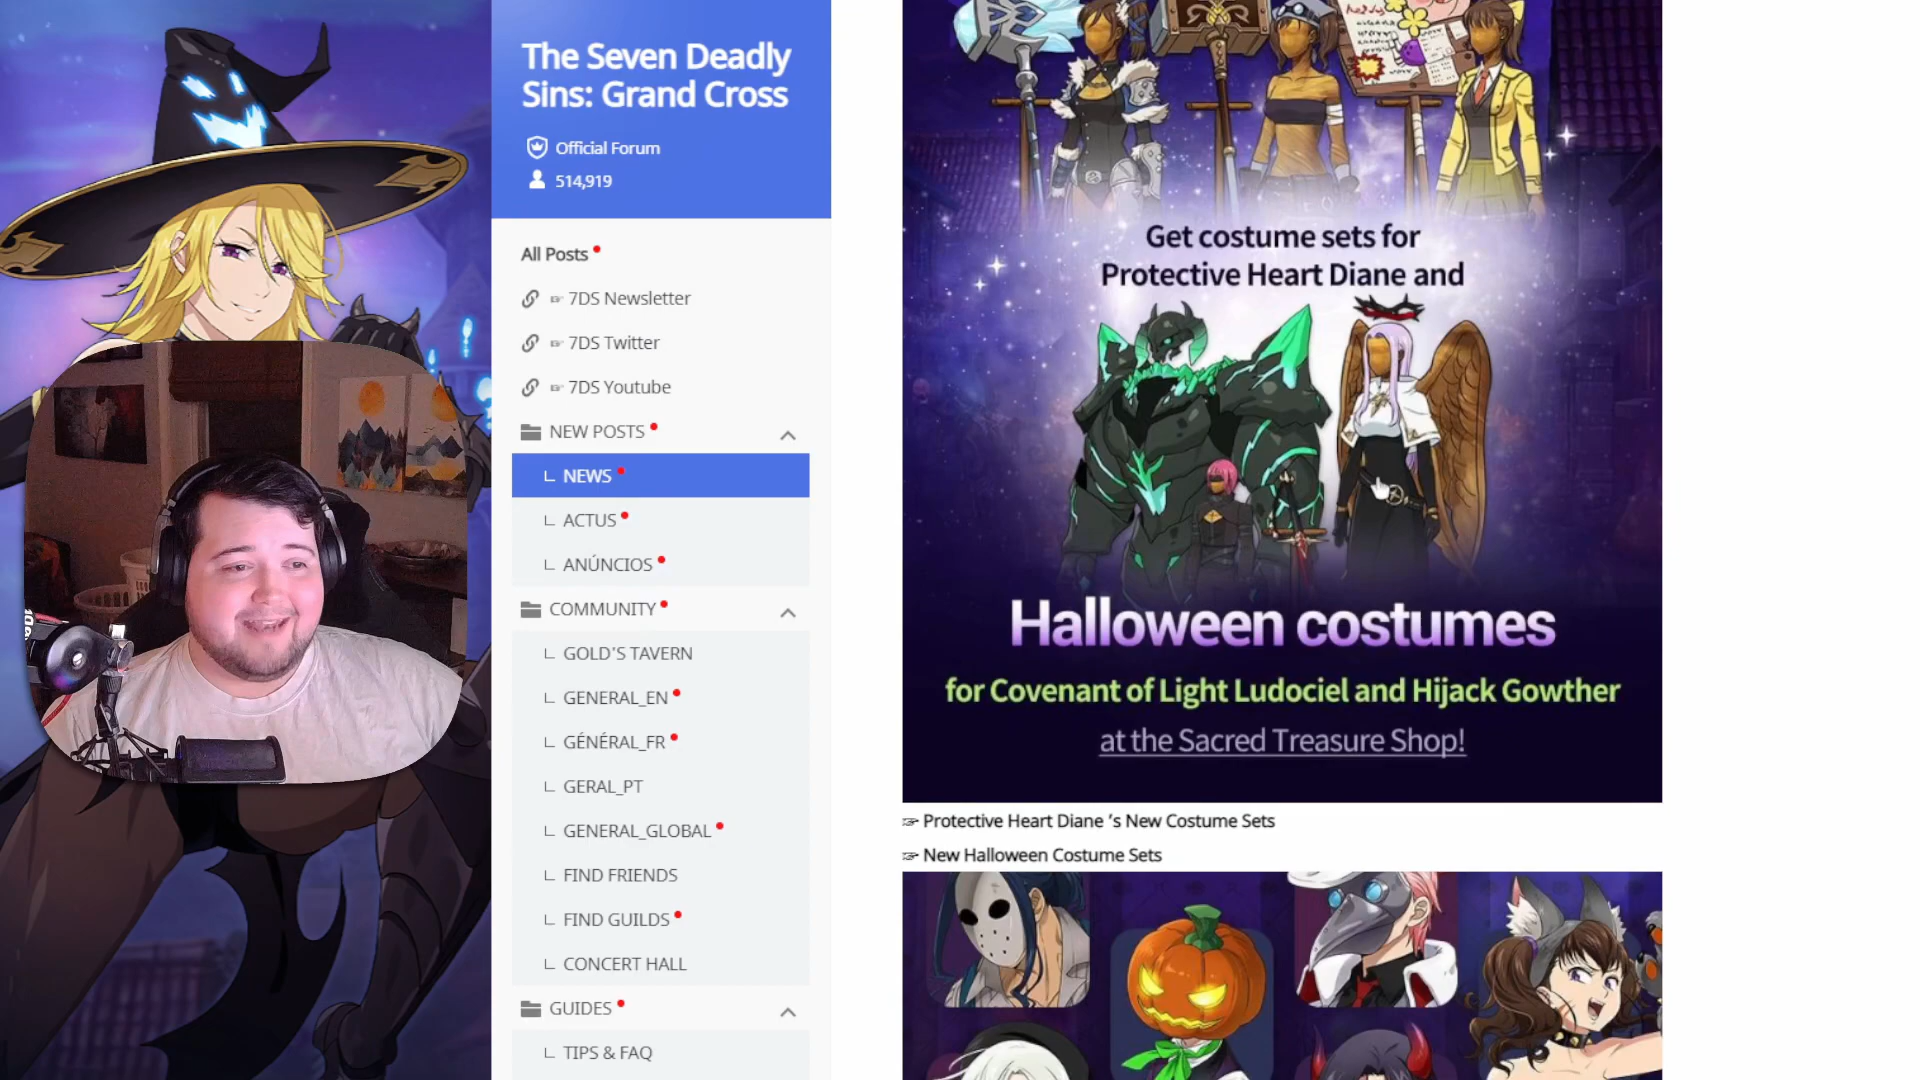 The Seven Deadly
Sins: Grand Cross
Official Forum
514,919
All Posts
☞ 7DS Newsletter
☞ 7DS Twitter
☞ 7DS Youtube
NEW POSTS
NEWS
ACTUS
ANÚNCIOS
COMMUNITY
GOLD'S TAVERN
GENERAL_EN
GÉNÉRAL_FR
GERAL_PT
GENERAL_GLOBAL
FIND FRIENDS
FIND GUILDS
CONCERT HALL
GUIDES
TIPS & FAQ
Get costume sets for
Protective Heart Diane and
Halloween costumes
for Covenant of Light Ludociel and Hijack Gowther
at the Sacred Treasure Shop!
☞ Protective Heart Diane 's New Costume Sets
☞ New Halloween Costume Sets